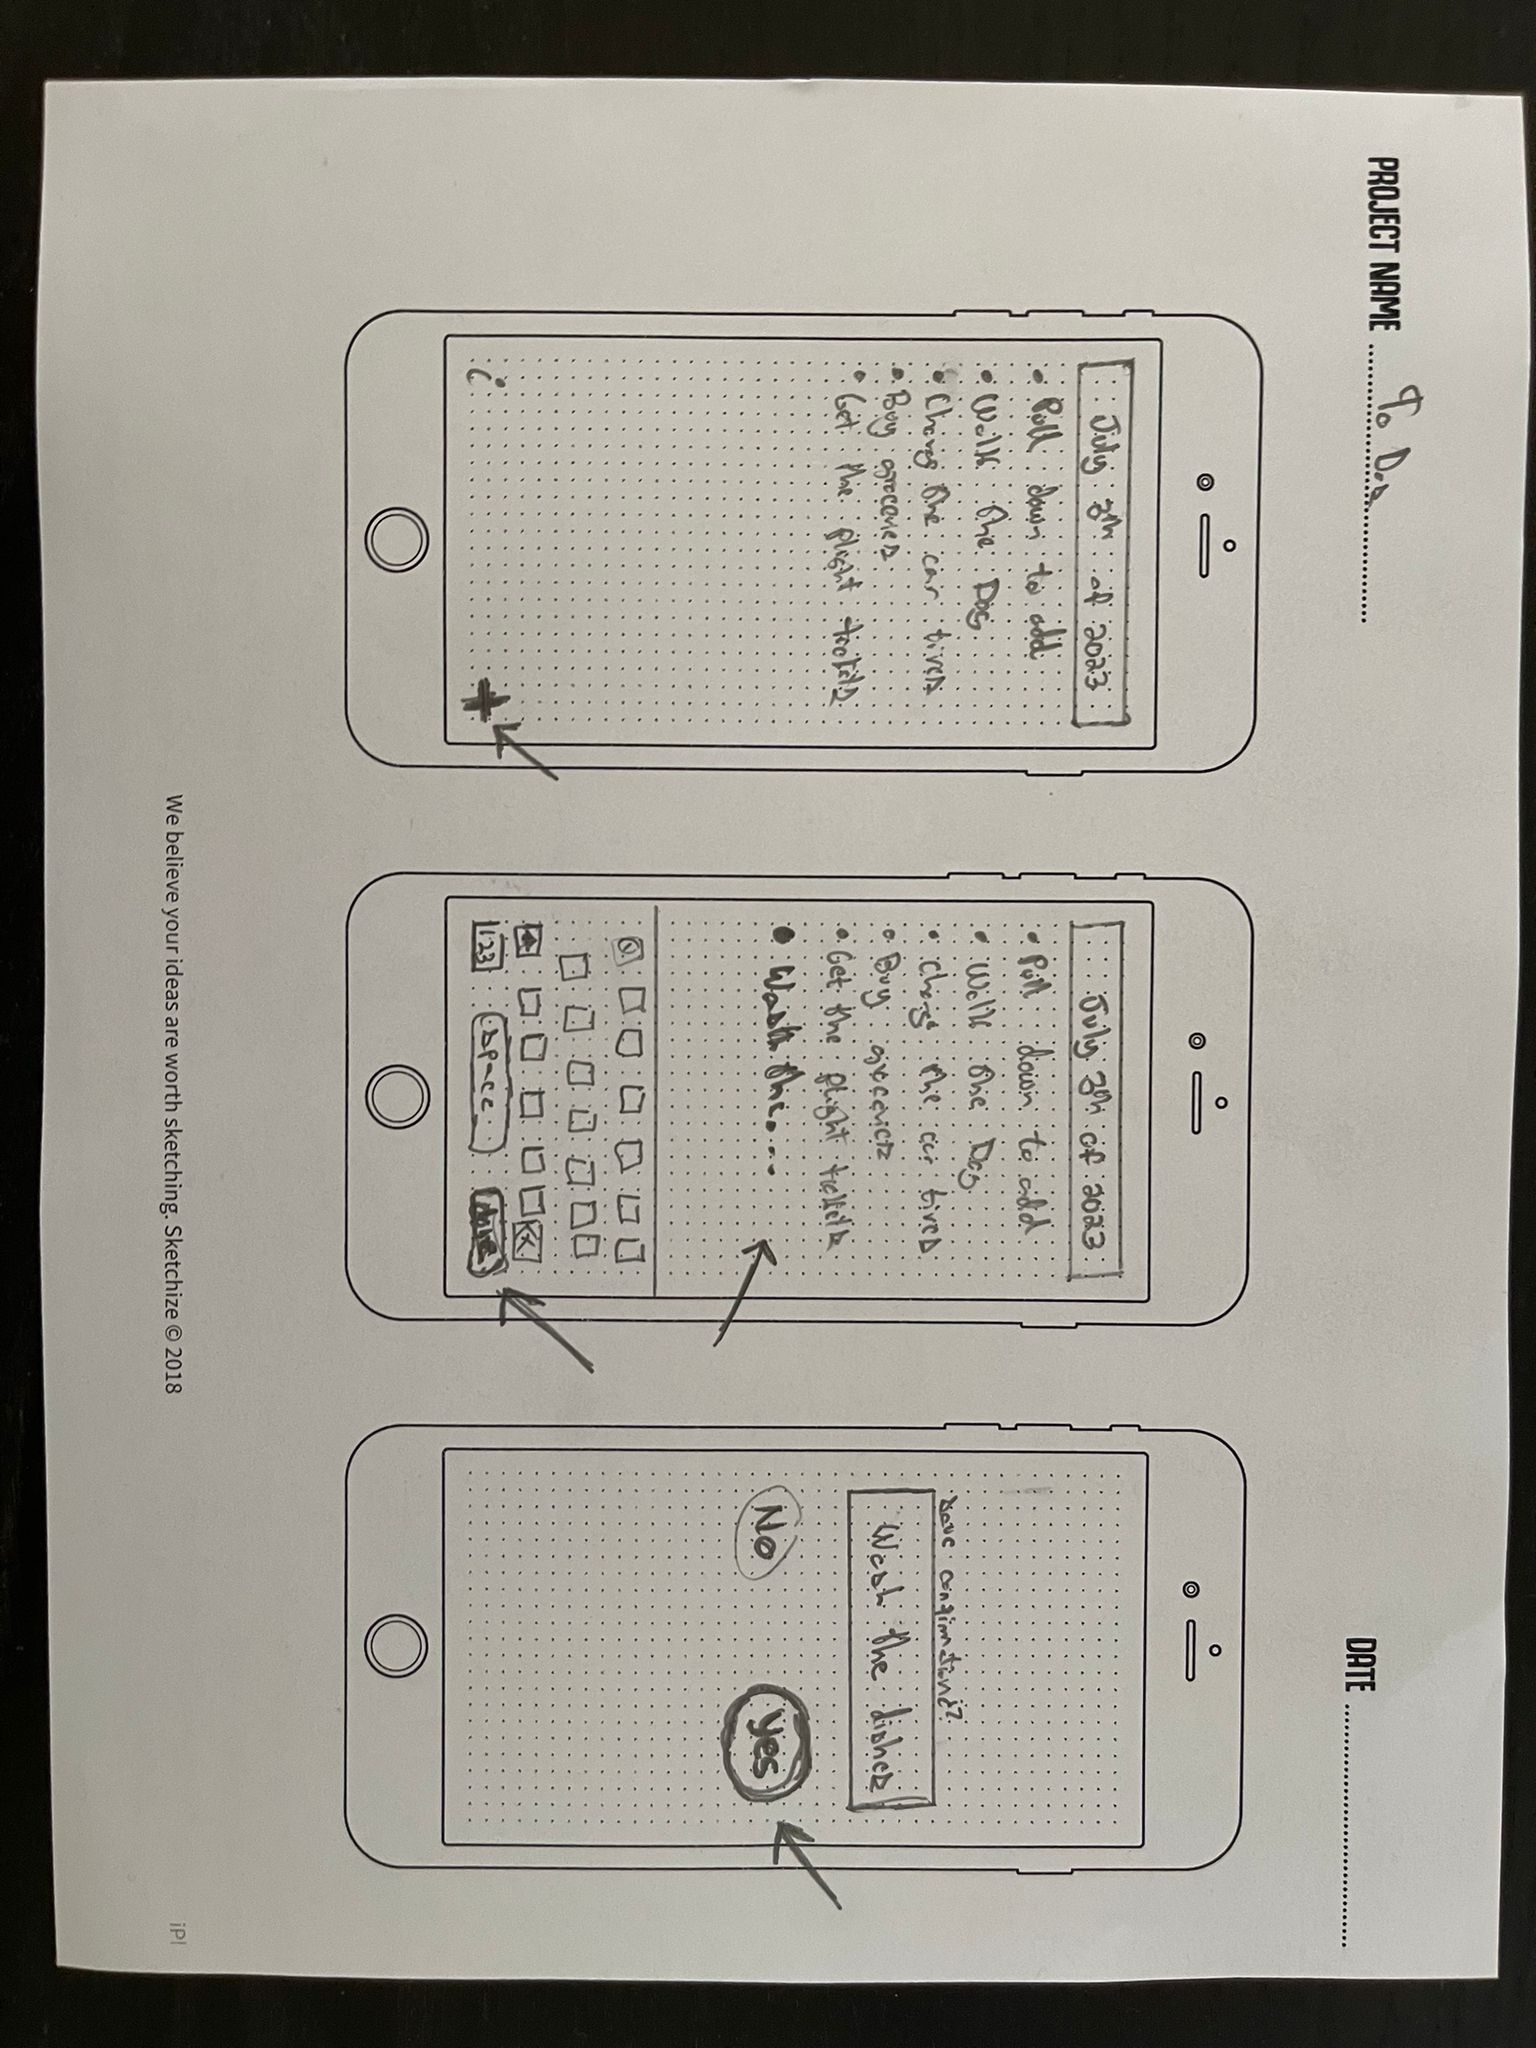 PROJECT NAME To Dos
DATE
July 3th of 2023
• Pull down to add
• Walk the Dog
• Change the car tires
• Buy groceries
• Get the flight tickets
+
July 3th of 2023
• Pull down to add
• Walk the Dog
• Change the car tires
• Buy groceries
• Get the flight tickets
• Wash the....
Q
123 space done
Save confirmation?
Wash the dishes
No Yes
We believe your ideas are worth sketching. Sketchize © 2018
iPl